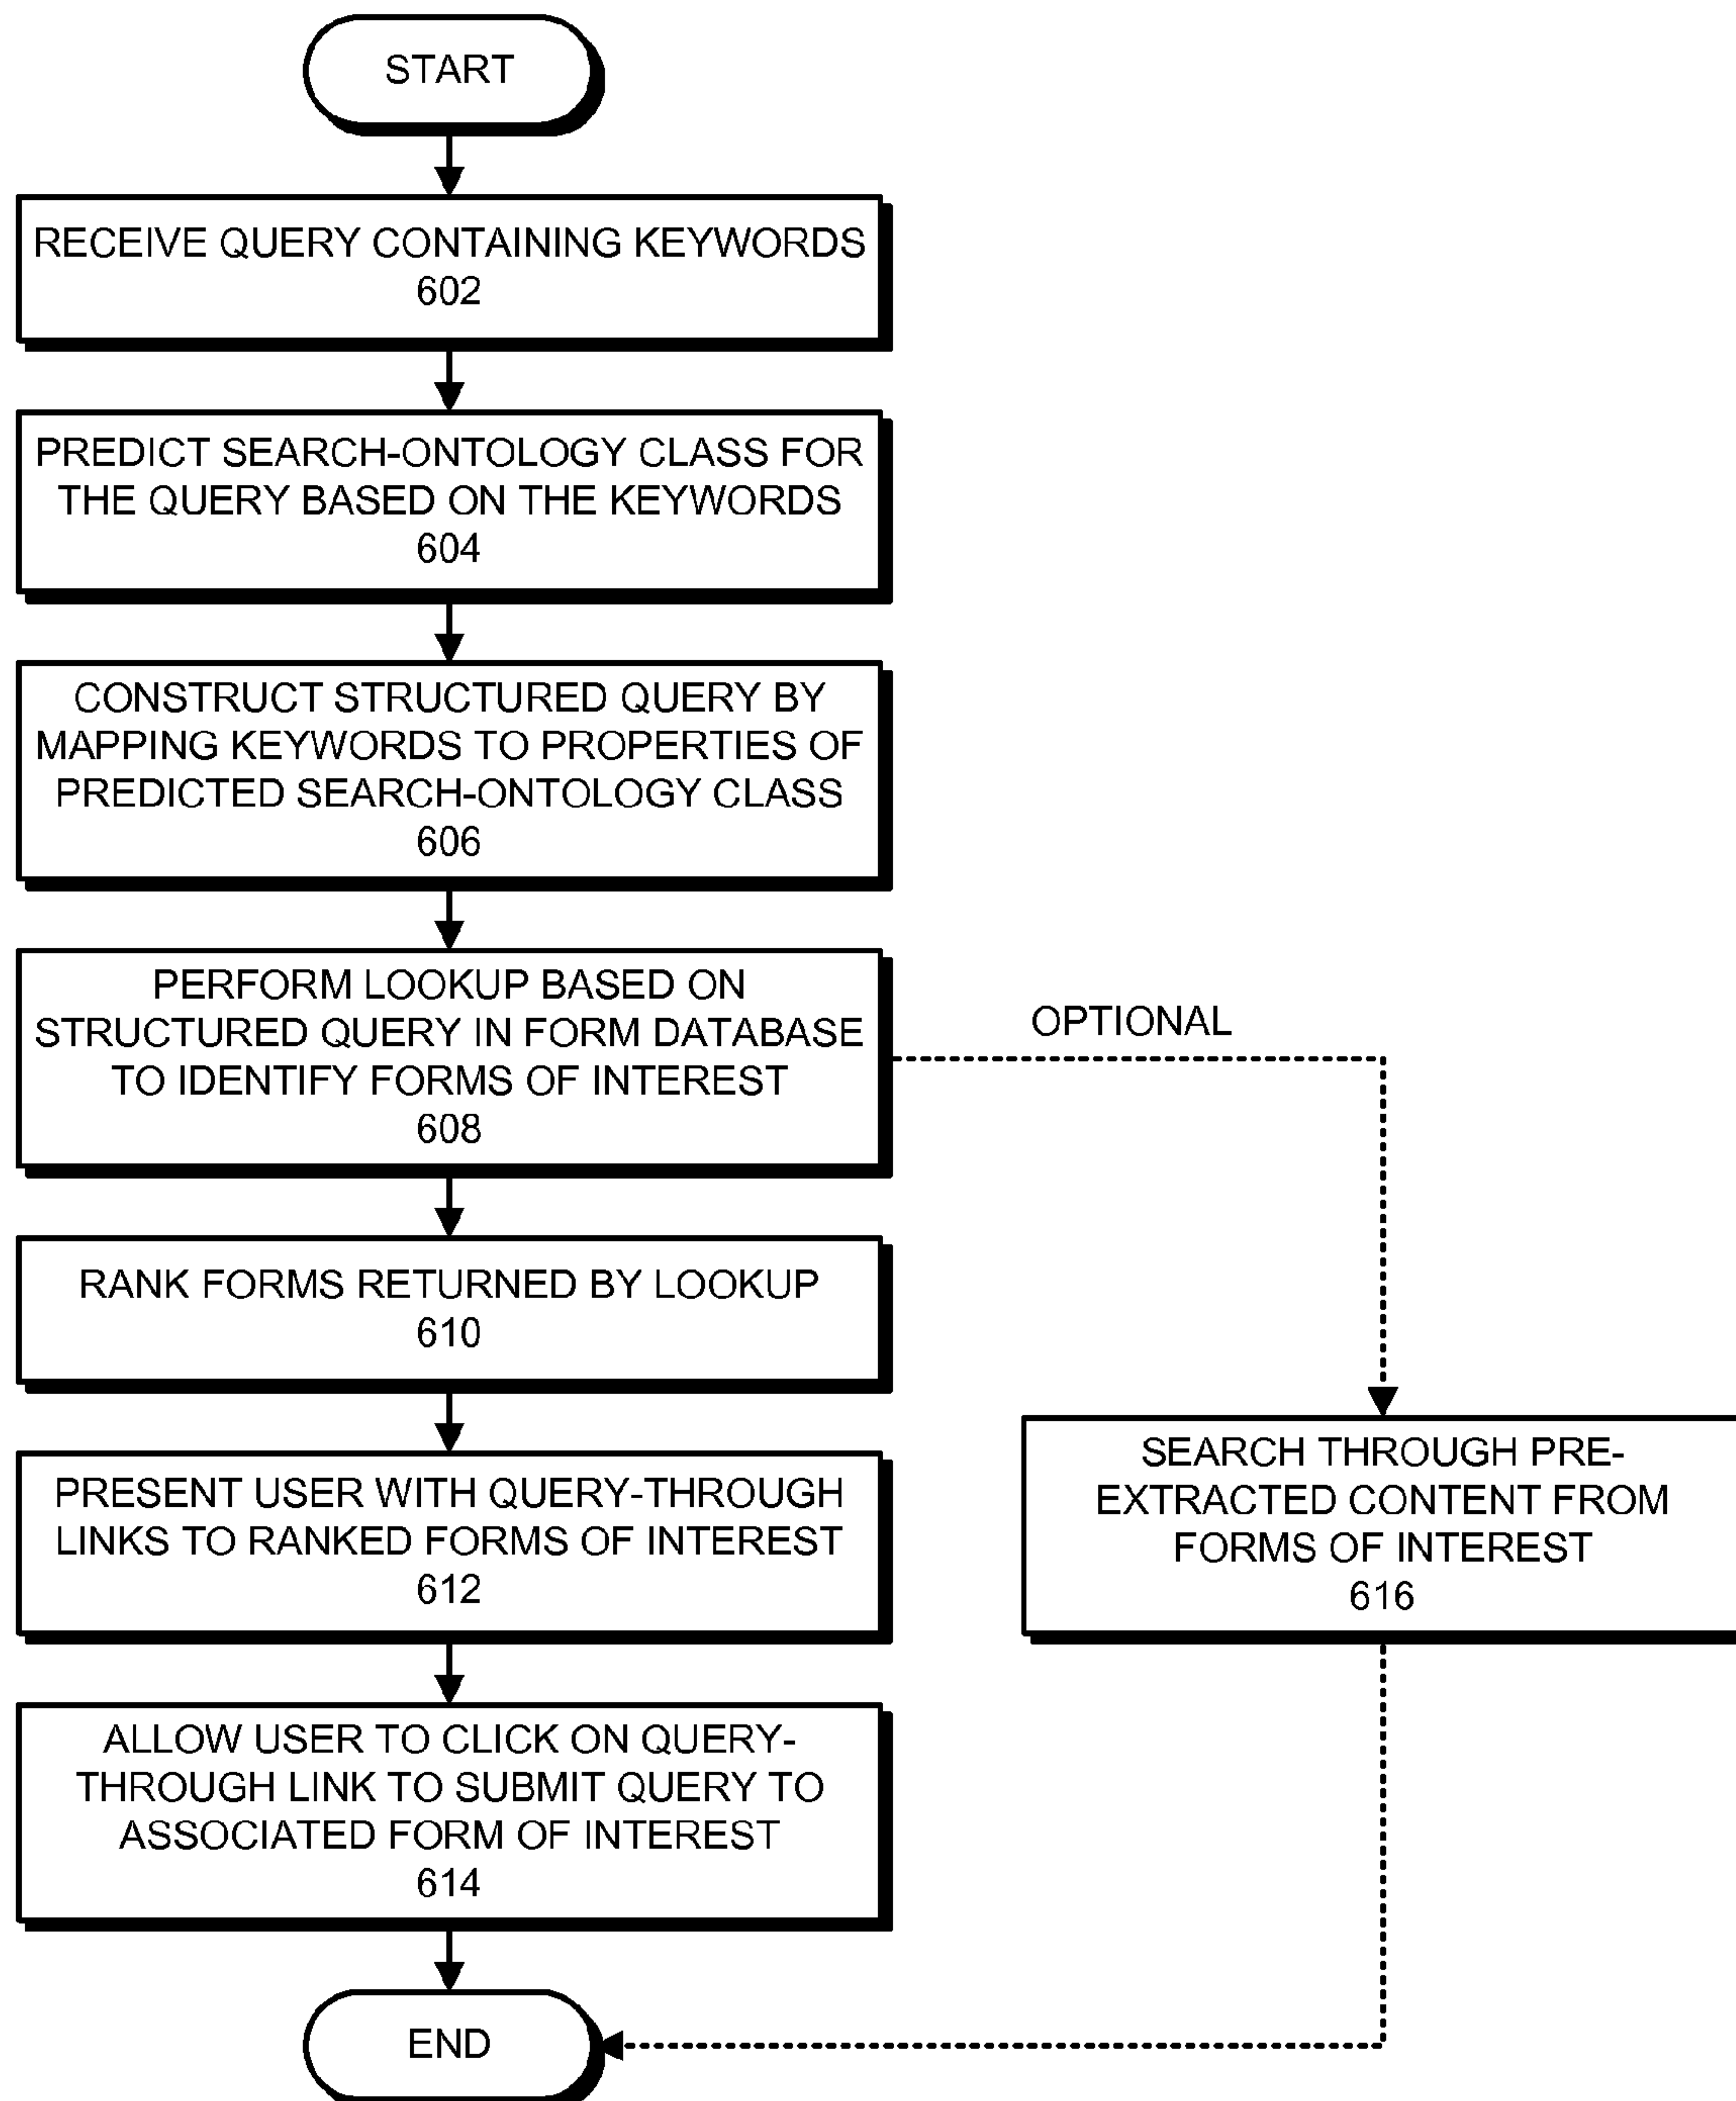 START
RECEIVE QUERY CONTAINING KEYWORDS
602
PREDICT SEARCH-ONTOLOGY CLASS FOR
THE QUERY BASED ON THE KEYWORDS
604
CONSTRUCT STRUCTURED QUERY BY
MAPPING KEYWORDS TO PROPERTIES OF
PREDICTED SEARCH-ONTOLOGY CLASS
606
PERFORM LOOKUP BASED ON
STRUCTURED QUERY IN FORM DATABASE
TO IDENTIFY FORMS OF INTEREST
608
OPTIONAL
RANK FORMS RETURNED BY LOOKUP
610
PRESENT USER WITH QUERY-THROUGH
LINKS TO RANKED FORMS OF INTEREST
612
SEARCH THROUGH PRE-
EXTRACTED CONTENT FROM
FORMS OF INTEREST
616
ALLOW USER TO CLICK ON QUERY-
THROUGH LINK TO SUBMIT QUERY TO
ASSOCIATED FORM OF INTEREST
614
END